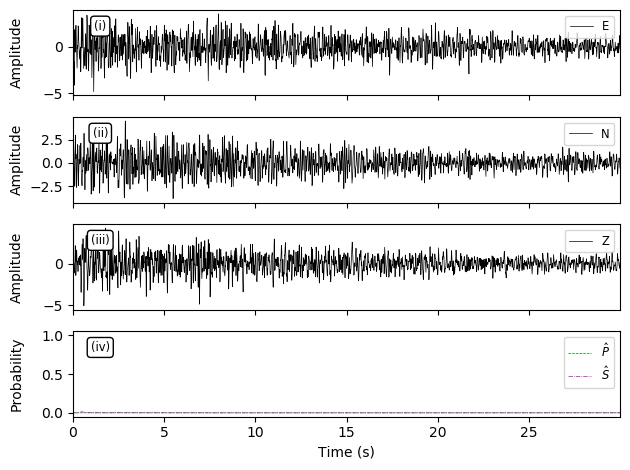 Amplitude
0
−5
(i)
E
Amplitude
2.5
0.0
−2.5
(ii)
N
Amplitude
0
−5
(iii)
Z
Probability
1.0
0.5
0.0
(iv)
P̂
Ŝ
0 5 10 15 20 25
Time (s)